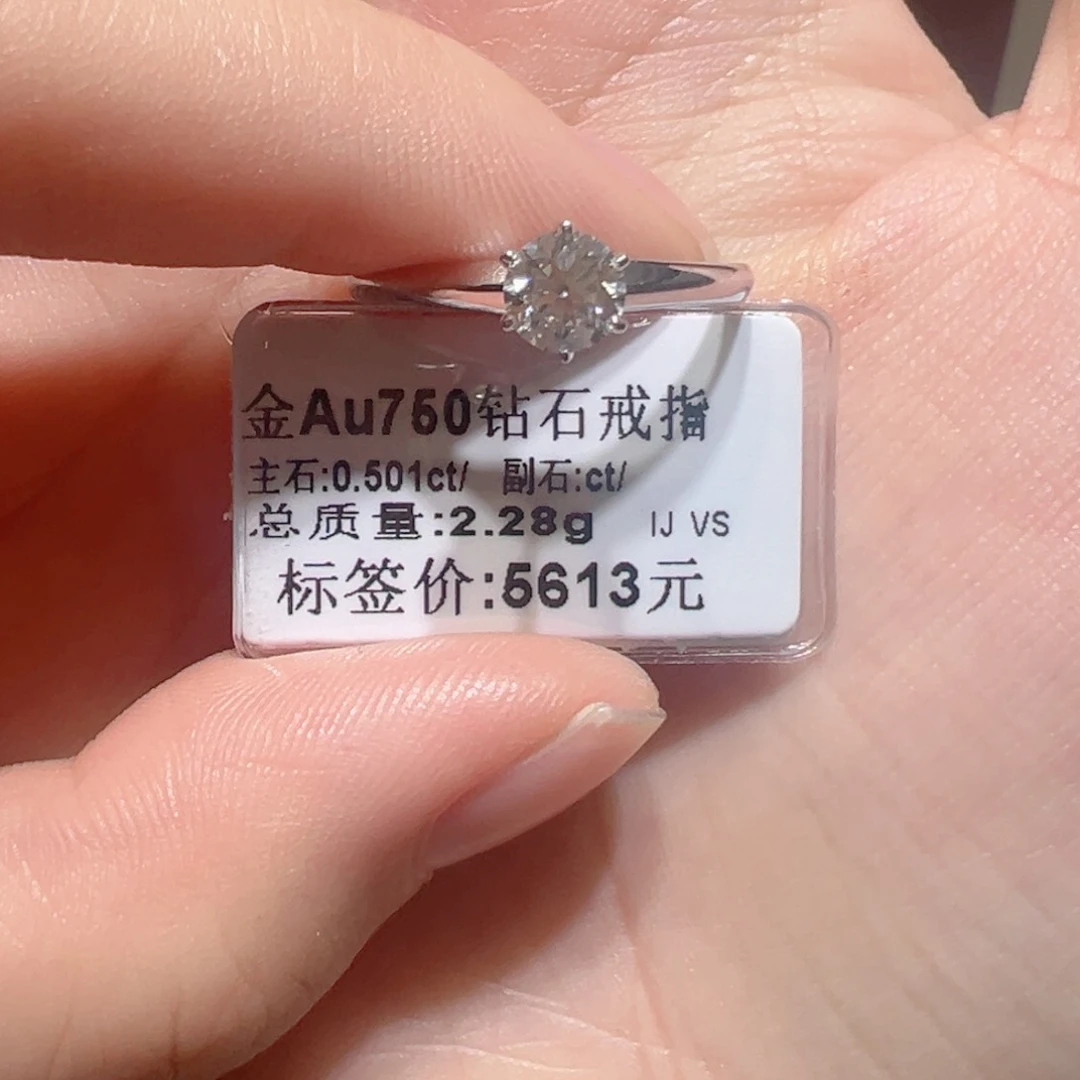 金Au750钻石戒指
主石:0.501ct/ 副石:ct/
总质量:2.28g IJ VS
标签价:5613元